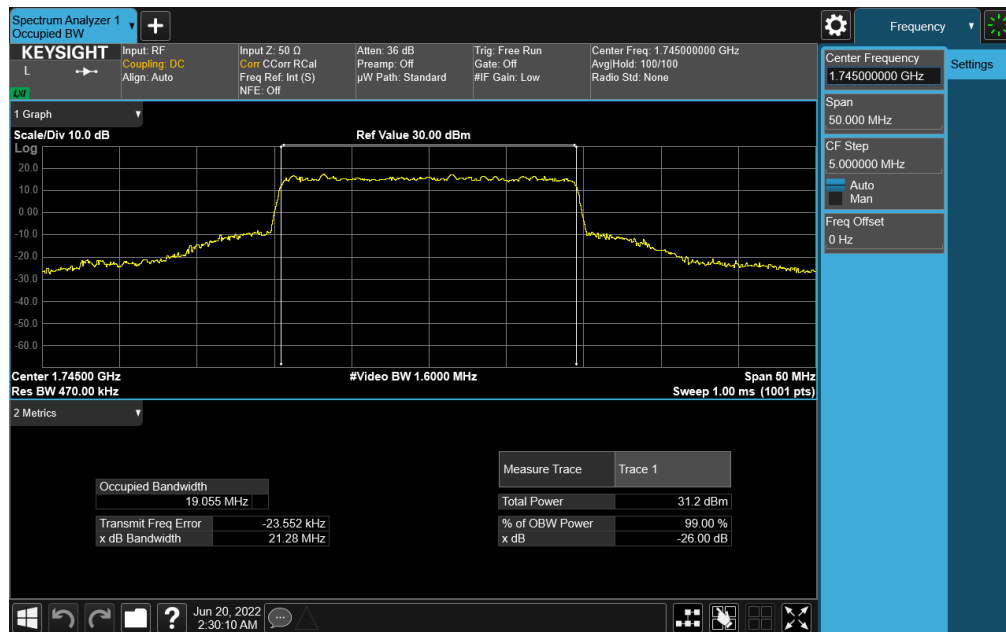 Spectrum Analyzer 1
Occupied BW
Frequency
KEYSIGHT
L
LXI
Input: RF
Coupling: DC
Align: Auto
Input Z: 50 Ω
Corr CCorr RCal
Freq Ref: Int (S)
NFE: Off
Atten: 36 dB
Preamp: Off
µW Path: Standard
Trig: Free Run
Gate: Off
#IF Gain: Low
Center Freq: 1.745000000 GHz
Avg|Hold: 100/100
Radio Std: None
Center Frequency
1.745000000 GHz
Settings
Span
50.000 MHz
CF Step
5.000000 MHz
Auto
Man
Freq Offset
0 Hz
1 Graph
Scale/Div 10.0 dB
Ref Value 30.00 dBm
Log
20.0
10.0
0.00
-10.0
-20.0
-30.0
-40.0
-50.0
-60.0
Center 1.74500 GHz
#Video BW 1.6000 MHz
Span 50 MHz
Res BW 470.00 kHz
Sweep 1.00 ms (1001 pts)
2 Metrics
Occupied Bandwidth
19.055 MHz
Transmit Freq Error -23.552 kHz
x dB Bandwidth 21.28 MHz
Measure Trace Trace 1
Total Power 31.2 dBm
% of OBW Power 99.00 %
x dB -26.00 dB
?
Jun 20, 2022
2:30:10 AM